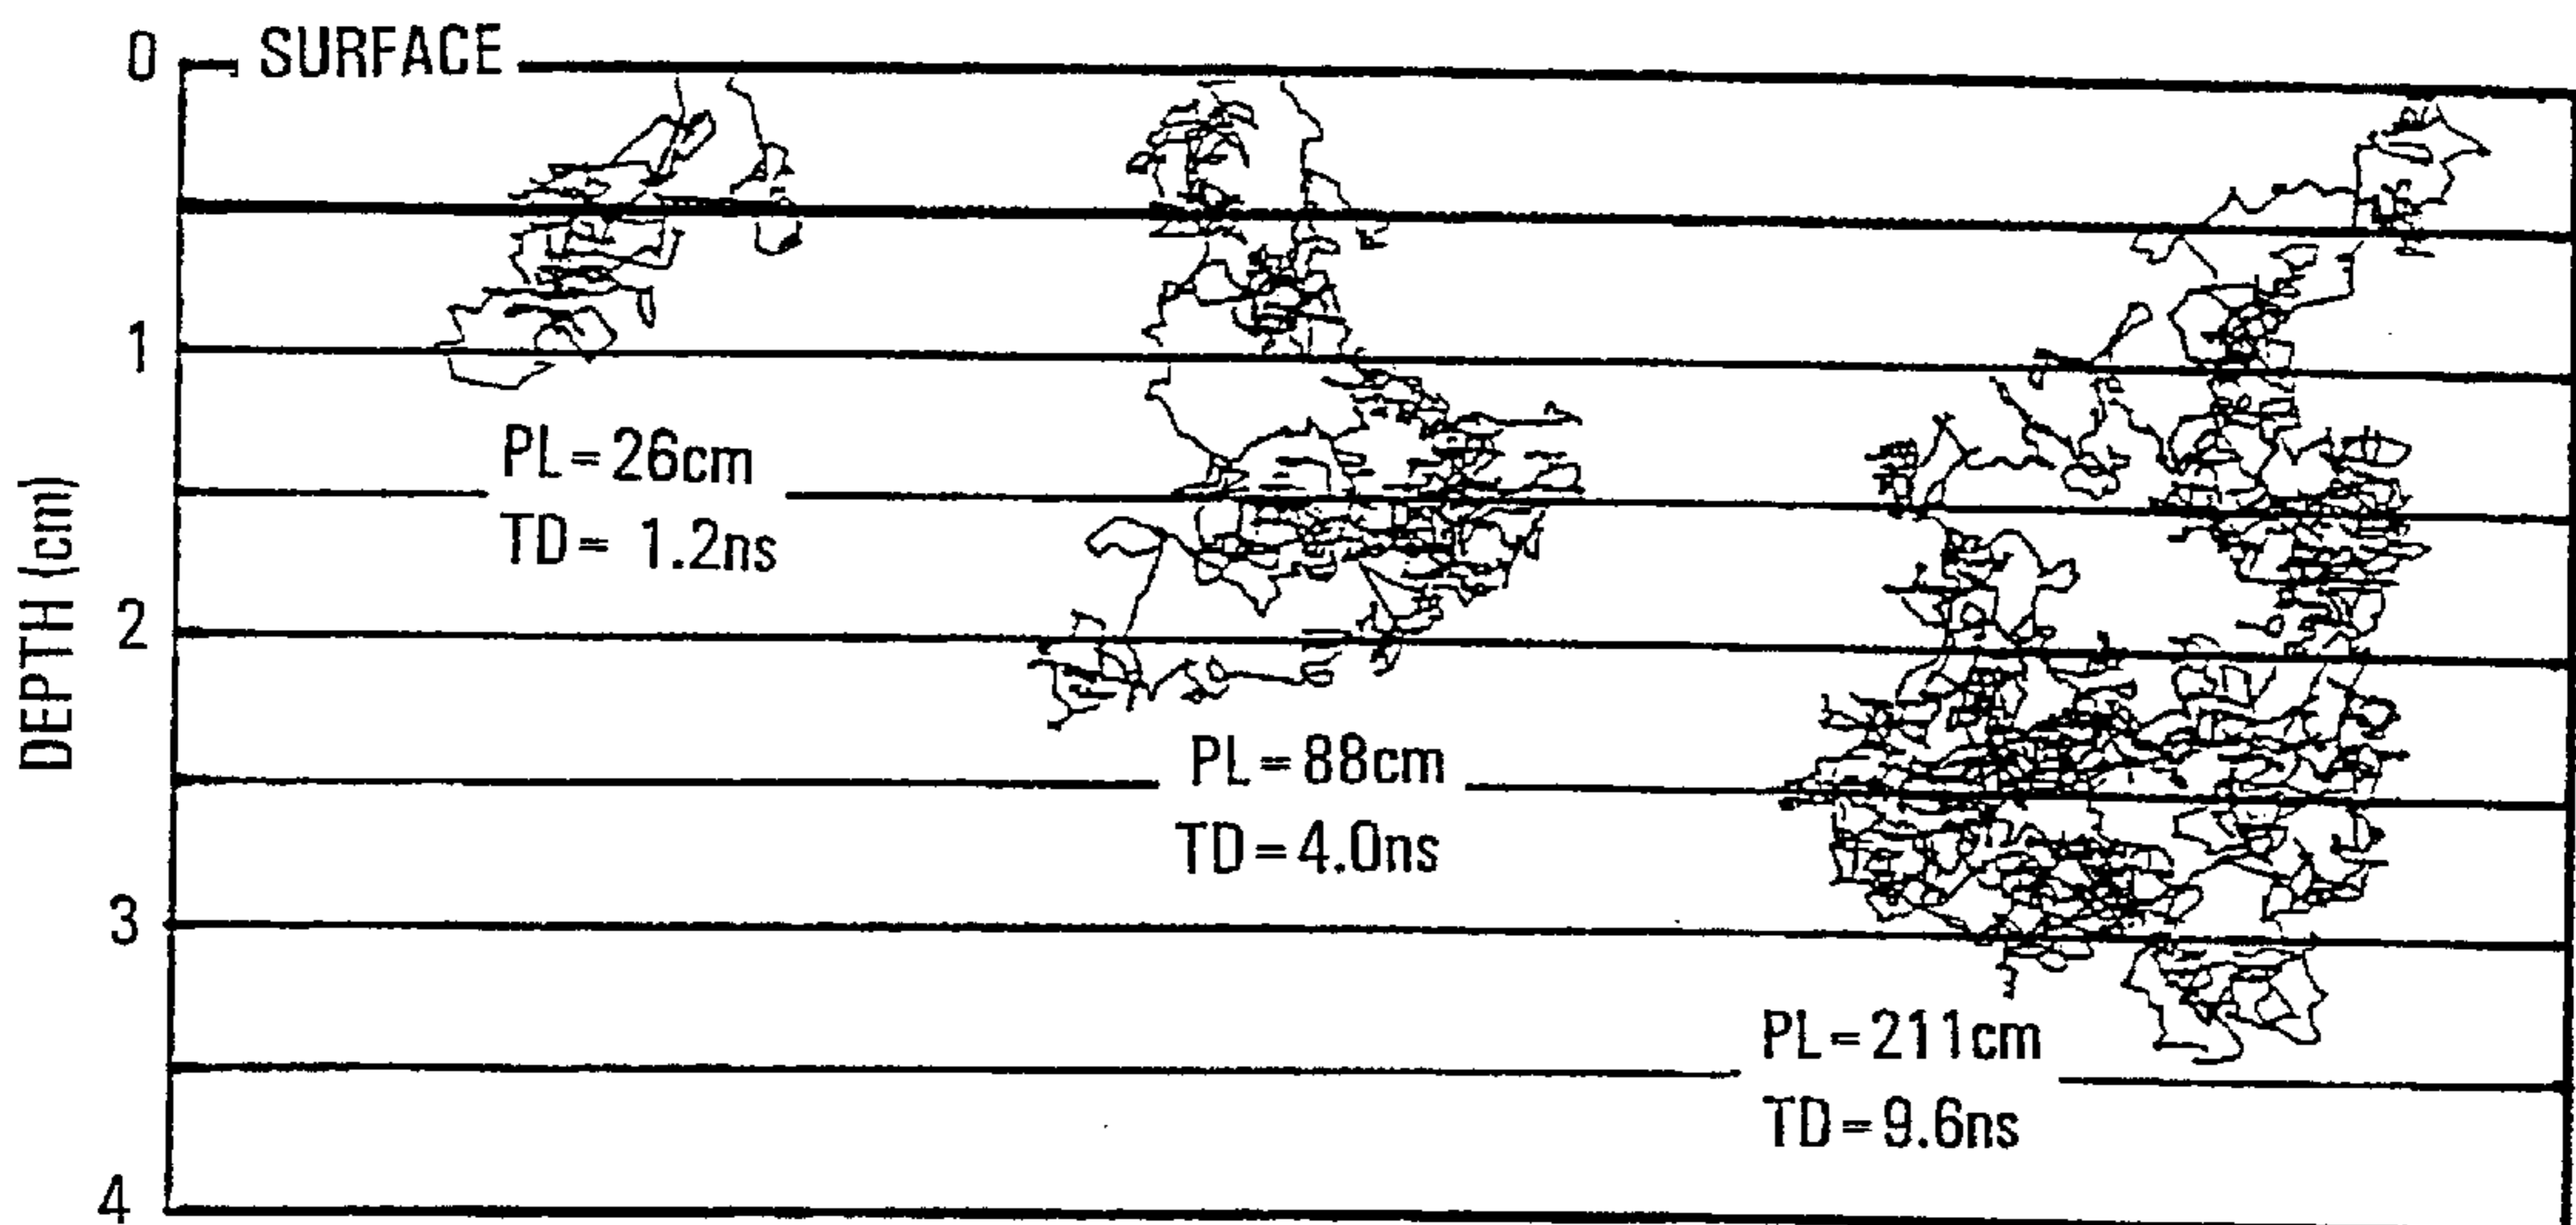 0 SURFACE
1
PL=26cm
TD= 1.2ns
DEPTH (cm)
2
PL=88cm
TD=4.0ns
3
PL=211cm
TD=9.6ns
4